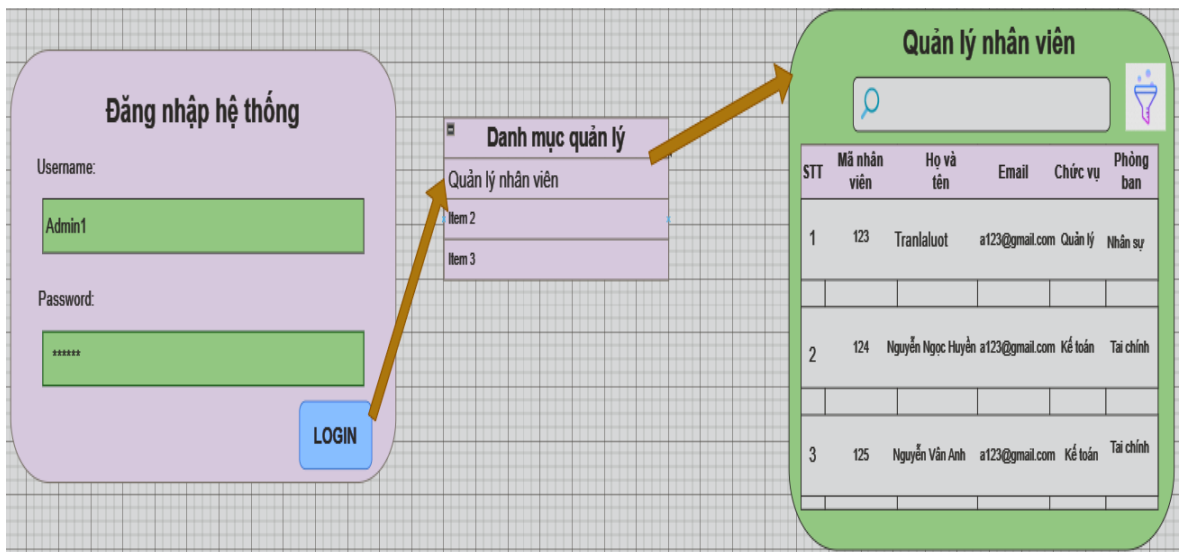 Đăng nhập hệ thống
Username:
Admin1
Password:
******
LOGIN
Danh mục quản lý
Quản lý nhân viên
Item 2
Item 3
Quản lý nhân viên
STT Mã nhân viên Họ và tên Email Chức vụ Phòng ban
1 123 Tranlaluot a123@gmail.com Quản lý Nhân sự
2 124 Nguyễn Ngọc Huyền a123@gmail.com Kế toán Tai chính
3 125 Nguyễn Vân Anh a123@gmail.com Kế toán Tai chính